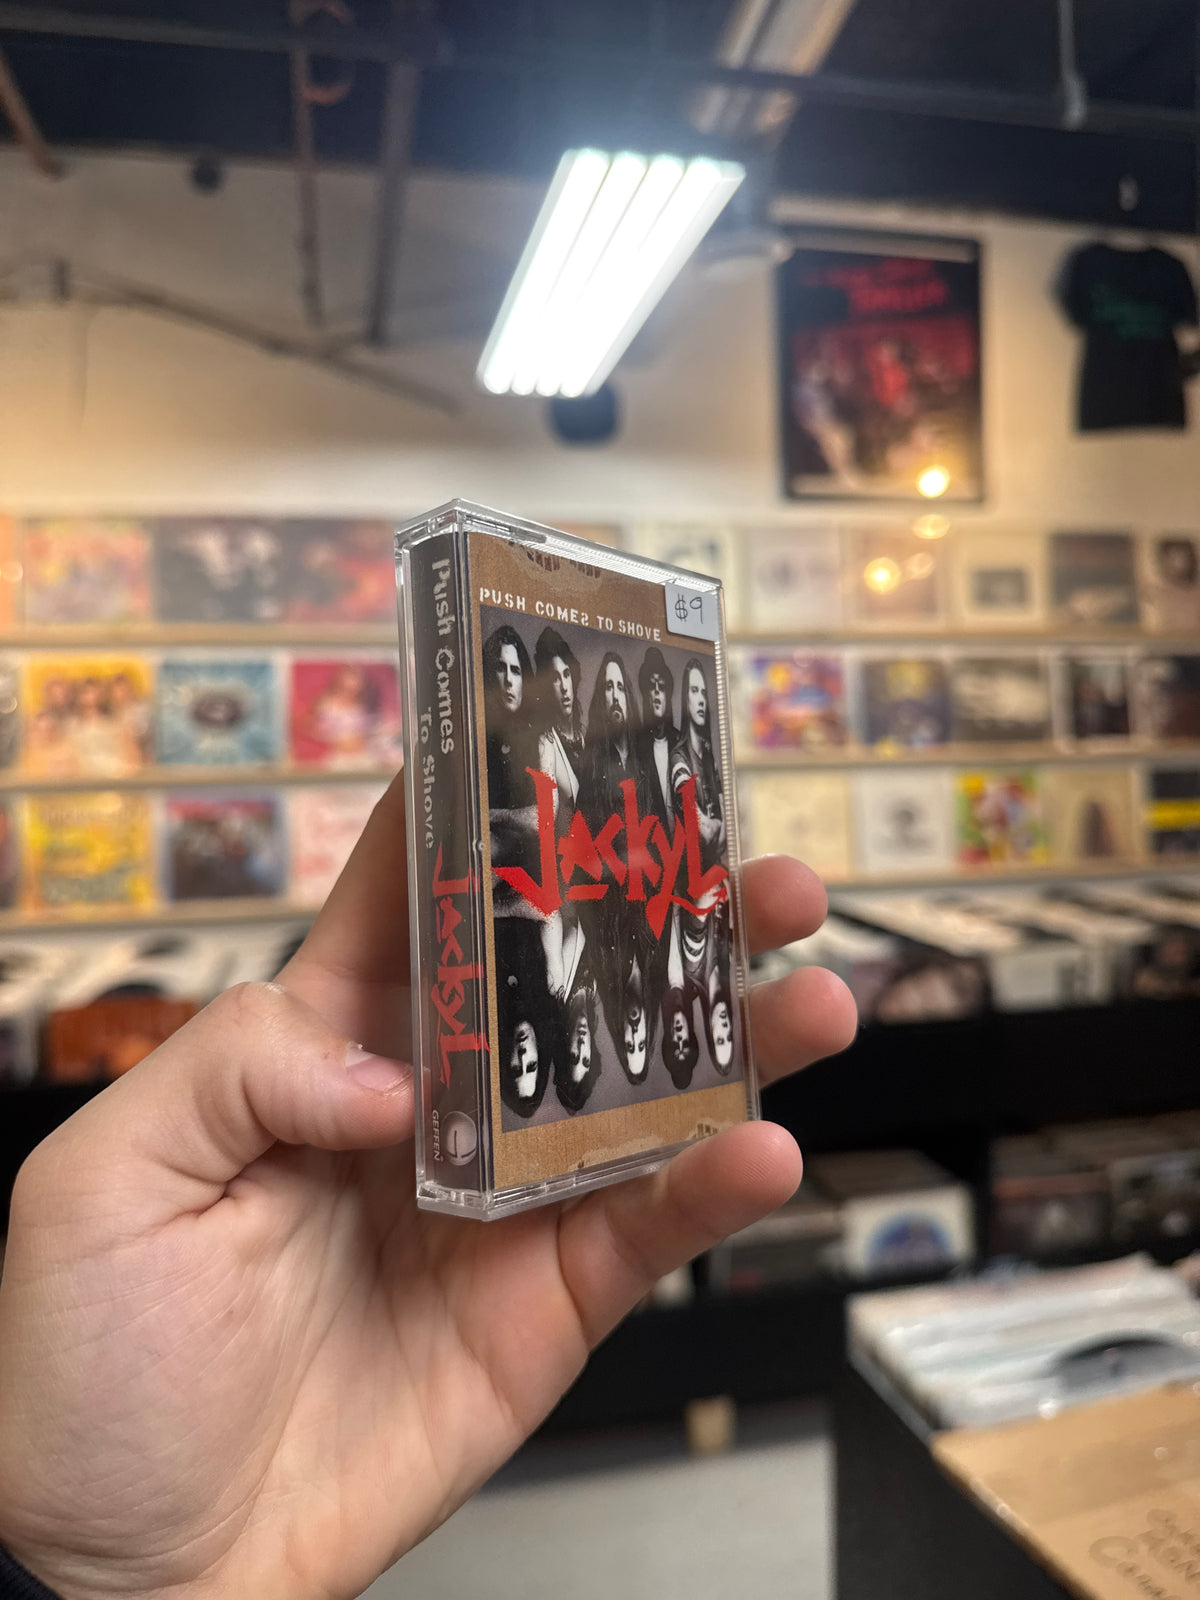 PUSH COMES TO SHOVE
$9
Jackyl
Push Comes
To Shove
Jackyl
GEFFEN